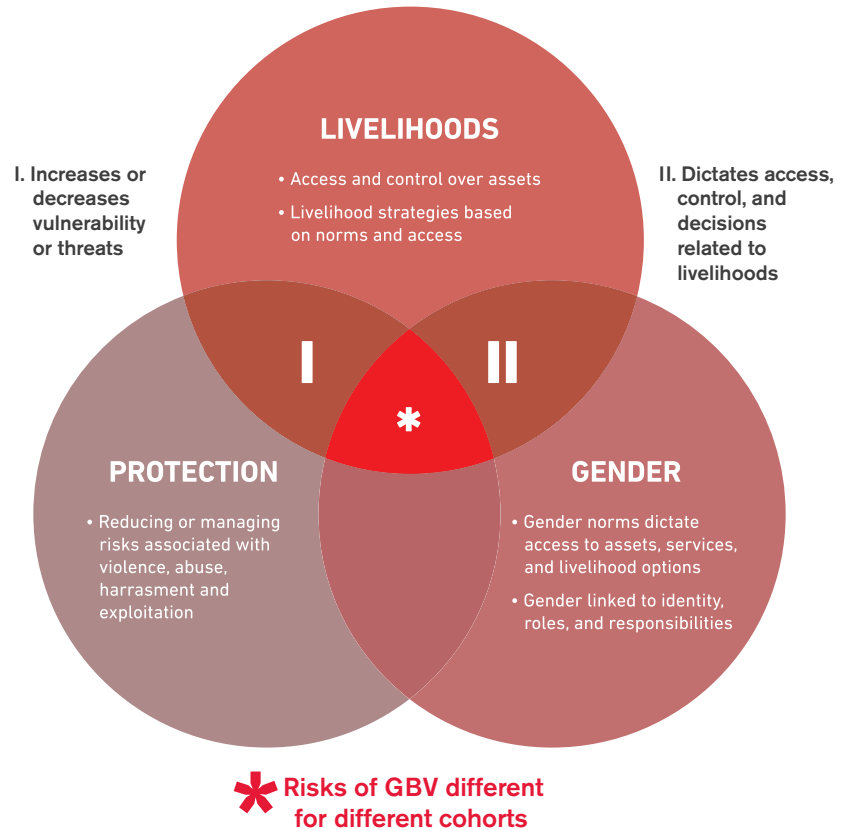 LIVELIHOODS
• Access and control over assets
• Livelihood strategies based
on norms and access
I. Increases or
decreases
vulnerability
or threats
II. Dictates access,
control, and
decisions
related to
livelihoods
I
II
*
PROTECTION
• Reducing or managing
risks associated with
violence, abuse,
harrasment and
exploitation
GENDER
• Gender norms dictate
access to assets, services,
and livelihood options
• Gender linked to identity,
roles, and responsibilities
* Risks of GBV different
for different cohorts